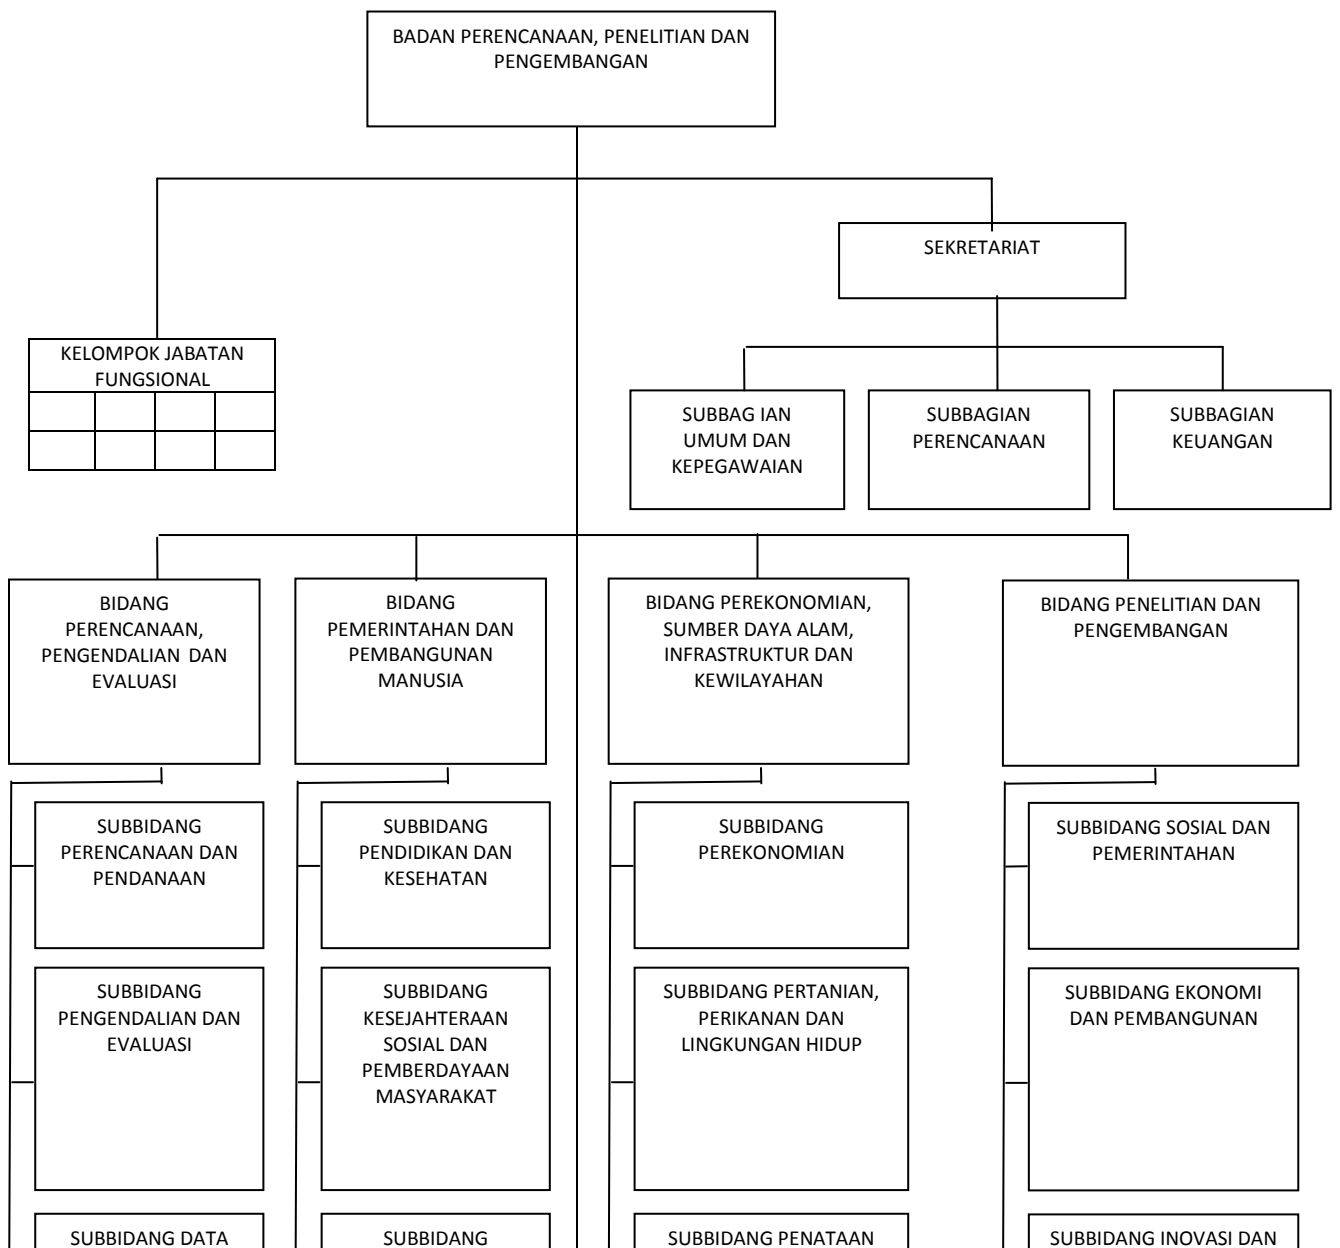 BADAN PERENCANAAN, PENELITIAN DAN
PENGEMBANGAN
SEKRETARIAT
KELOMPOK JABATAN
FUNGSIONAL
SUBBAG IAN
UMUM DAN
KEPEGAWAIAN
SUBBAGIAN
PERENCANAAN
SUBBAGIAN
KEUANGAN
BIDANG
PERENCANAAN,
PENGENDALIAN DAN
EVALUASI
BIDANG
PEMERINTAHAN DAN
PEMBANGUNAN
MANUSIA
BIDANG PEREKONOMIAN,
SUMBER DAYA ALAM,
INFRASTRUKTUR DAN
KEWILAYAHAN
BIDANG PENELITIAN DAN
PENGEMBANGAN
SUBBIDANG
PERENCANAAN DAN
PENDANAAN
SUBBIDANG
PENDIDIKAN DAN
KESEHATAN
SUBBIDANG
PEREKONOMIAN
SUBBIDANG SOSIAL DAN
PEMERINTAHAN
SUBBIDANG
PENGENDALIAN DAN
EVALUASI
SUBBIDANG
KESEJAHTERAAN
SOSIAL DAN
PEMBERDAYAAN
MASYARAKAT
SUBBIDANG PERTANIAN,
PERIKANAN DAN
LINGKUNGAN HIDUP
SUBBIDANG EKONOMI
DAN PEMBANGUNAN
SUBBIDANG DATA
SUBBIDANG
SUBBIDANG PENATAAN
SUBBIDANG INOVASI DAN